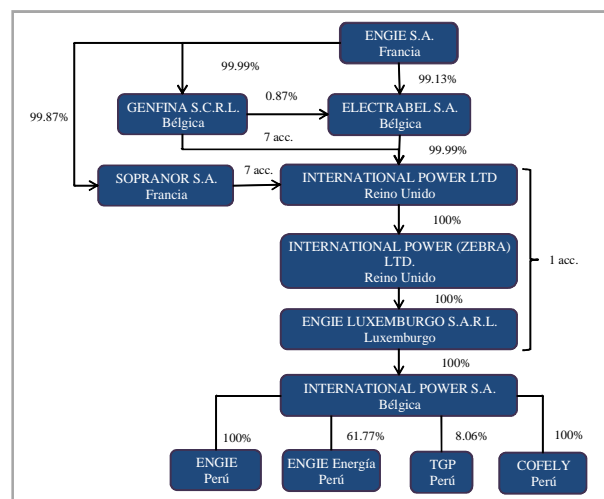 ENGIE S.A.
Francia
99.99%
99.13%
99.87%
GENFINA S.C.R.L.
Bélgica
0.87%
ELECTRABEL S.A.
Bélgica
7 acc.
99.99%
SOPRANOR S.A.
Francia
7 acc.
INTERNATIONAL POWER LTD
Reino Unido
100%
INTERNATIONAL POWER (ZEBRA)
LTD.
Reino Unido
1 acc.
100%
ENGIE LUXEMBURGO S.A.R.L.
Luxemburgo
100%
INTERNATIONAL POWER S.A.
Bélgica
100%
61.77%
8.06%
100%
ENGIE
Perú
ENGIE Energía
Perú
TGP
Perú
COFELY
Perú